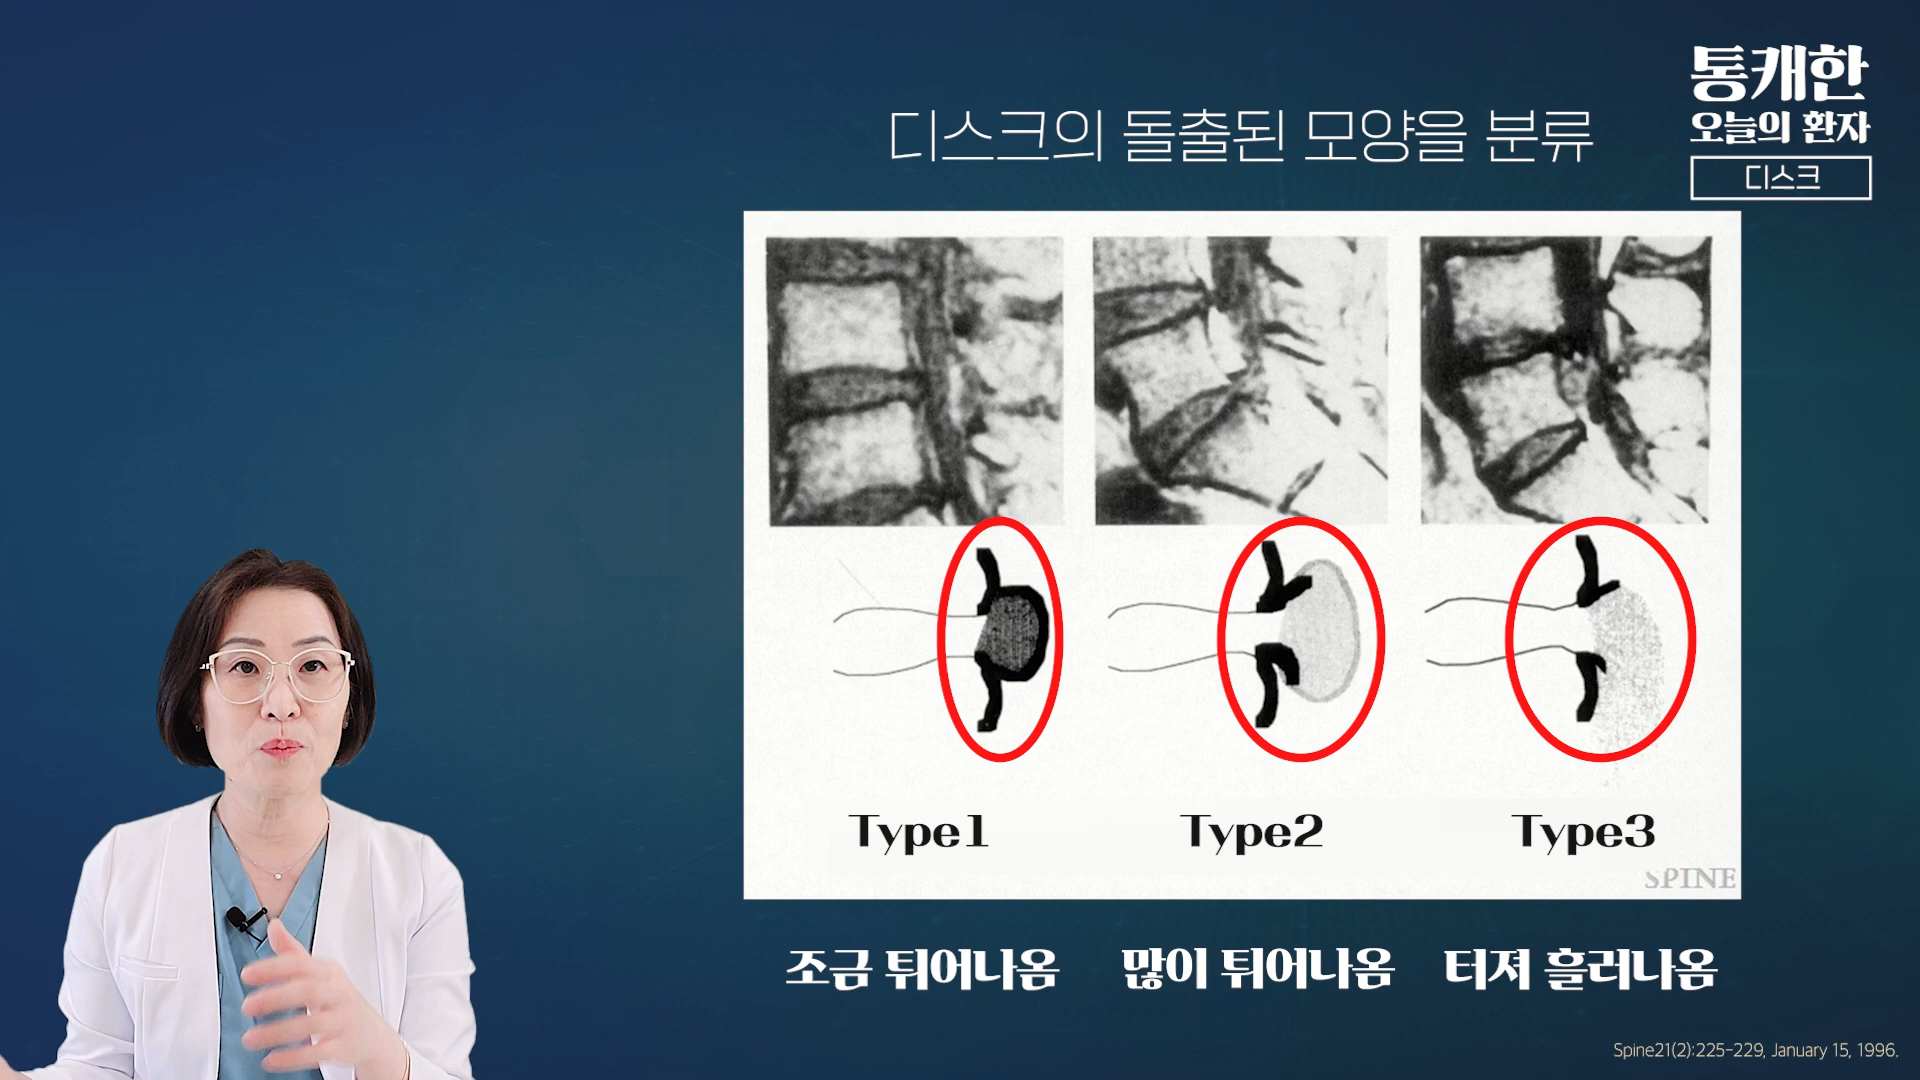 통캐한
오늘의 환자
디스크
디스크의 돌출된 모양을 분류
Type1
Type2
Type3
SPINE
조금 튀어나옴
많이 튀어나옴
터져 흘러나옴
Spine21(2):225-229, January 15, 1996.